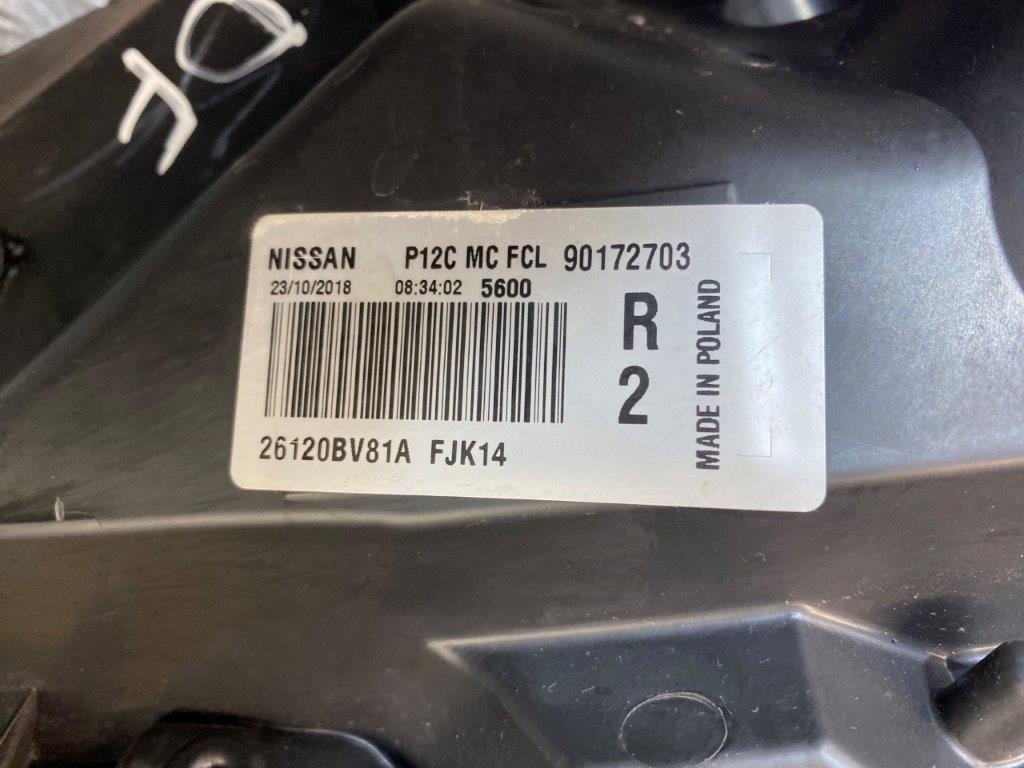 NISSAN P12C MC FCL 90172703
23/10/2018 08:34:02 5600
R
2
MADE IN POLAND
26120BV81A FJK14